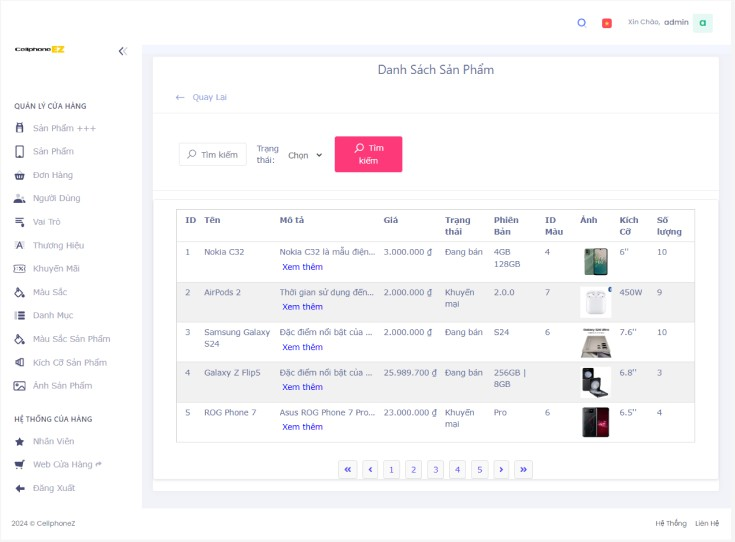 Xin Chào, admin a
CellphoneZ
Danh Sách Sản Phẩm
← Quay Lại
QUẢN LÝ CỬA HÀNG
Sản Phẩm +++
Sản Phẩm
Đơn Hàng
Người Dùng
Vai Trò
Thương Hiệu
Khuyến Mãi
Màu Sắc
Danh Mục
Màu Sắc Sản Phẩm
Kích Cỡ Sản Phẩm
Ảnh Sản Phẩm
HỆ THỐNG CỦA HÀNG
Nhân Viên
Web Cửa Hàng
Đăng Xuất
Tìm kiếm
Trạng thái:
Chọn
Tìm kiếm
ID Tên Mô tả Giá Trạng thái Phiên Bản ID Màu Ảnh Kích Cỡ Số lượng
1 Nokia C32 Nokia C32 là mẫu điện... 3.000.000 ₫ Đang bán 4GB 128GB 4 6" 10
Xem thêm
2 AirPods 2 Thời gian sử dụng đến... 2.000.000 ₫ Khuyến mại 2.0.0 7 450W 9
Xem thêm
3 Samsung Galaxy S24 Đặc điểm nổi bật của ... 2.000.000 ₫ Đang bán S24 6 7.6" 10
Xem thêm
4 Galaxy Z Flip5 Đặc điểm nổi bật của ... 25.989.700 ₫ Đang bán 256GB | 8GB 6.8" 3
Xem thêm
5 ROG Phone 7 Asus ROG Phone 7 Pro... 23.000.000 ₫ Khuyến mại Pro 6 6.5" 4
Xem thêm
« ‹ 1 2 3 4 5 › »
2024 © CellphoneZ
Hệ Thống Liên Hệ